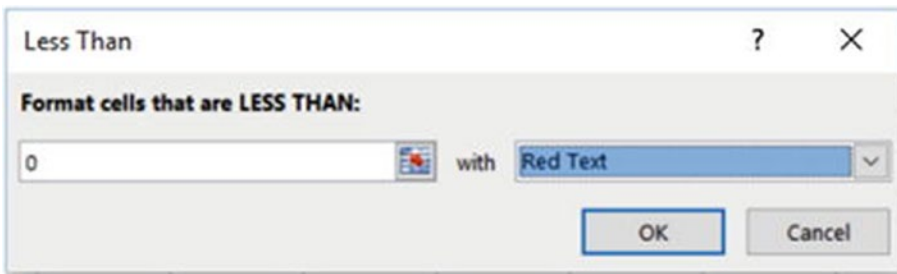 Less Than ?
Format cells that are LESS THAN:
0 with Red Text
OK Cancel